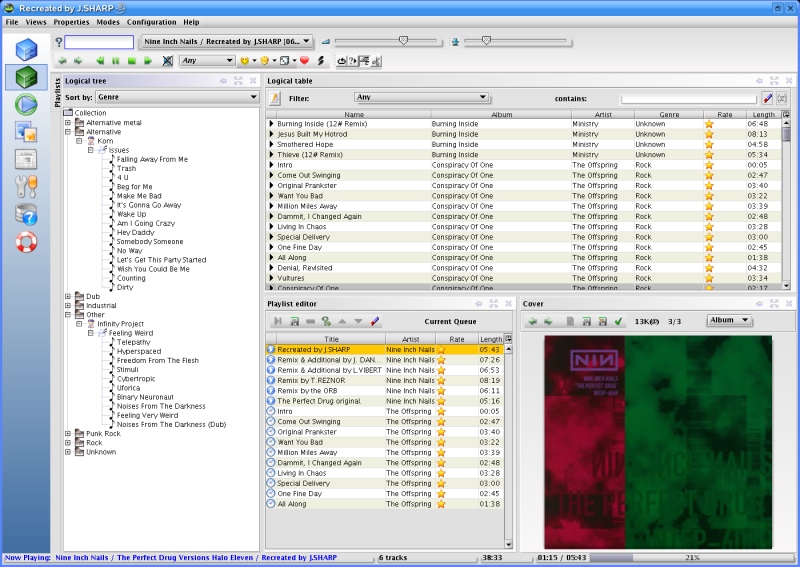 Recreated by J.SHARP
File Views Properties Modes Configuration Help
Nine Inch Nails / Recreated by J.SHARP [06...
Any
Playlists
Logical tree
Sort by: Genre
Collection
Alternative metal
Alternative
Korn
Issues
Falling Away From Me
Trash
4 U
Beg for Me
Make Me Bad
It's Gonna Go Away
Wake Up
Am I Going Crazy
Hey Daddy
Somebody Someone
No Way
Let's Get This Party Started
Wish You Could Be Me
Counting
Dirty
Dub
Industrial
Other
Infinity Project
Feeling Weird
Telepathy
Hyperspaced
Freedom From The Flesh
Stimuli
Cybertropic
Uforica
Binary Neuronaut
Noises From The Darkness
Feeling Very Weird
Noises From The Darkness (Dub)
Punk Rock
Rock
Unknown
Logical table
Filter: Any contains:
Name Album Artist Genre Rate Length
Burning Inside (12# Remix) Burning Inside Ministry Unknown 06:48
Jesus Built My Hotrod Burning Inside Ministry Unknown 08:13
Smothered Hope Burning Inside Ministry Unknown 04:58
Thieve (12# Remix) Burning Inside Ministry Unknown 05:34
Intro Conspiracy Of One The Offspring Rock 00:05
Come Out Swinging Conspiracy Of One The Offspring Rock 02:47
Original Prankster Conspiracy Of One The Offspring Rock 03:40
Want You Bad Conspiracy Of One The Offspring Rock 03:22
Million Miles Away Conspiracy Of One The Offspring Rock 03:39
Dammit, I Changed Again Conspiracy Of One The Offspring Rock 02:48
Living In Chaos Conspiracy Of One The Offspring Rock 03:28
Special Delivery Conspiracy Of One The Offspring Rock 03:00
One Fine Day Conspiracy Of One The Offspring Rock 02:45
All Along Conspiracy Of One The Offspring Rock 01:38
Denial, Revisited Conspiracy Of One The Offspring Rock 04:32
Vultures Conspiracy Of One The Offspring Rock 03:34
Conspiracy Of One Conspiracy Of One The Offspring Rock 02:17
Playlist editor
Current Queue
Title Artist Rate Length
Recreated by J.SHARP Nine Inch Nails 05:43
Remix & Additional by J. DAN... Nine Inch Nails 07:26
Remix & Additional by L.VIBERT Nine Inch Nails 06:53
Remix by T.REZNOR Nine Inch Nails 08:19
Remix by the ORB Nine Inch Nails 06:11
The Perfect Drug original. Nine Inch Nails 05:16
Intro The Offspring 00:05
Come Out Swinging The Offspring 02:47
Original Prankster The Offspring 03:40
Want You Bad The Offspring 03:22
Million Miles Away The Offspring 03:39
Dammit, I Changed Again The Offspring 02:48
Living In Chaos The Offspring 03:28
Special Delivery The Offspring 03:00
One Fine Day The Offspring 02:45
All Along The Offspring 01:38
Cover
3/3 Album
NIN
NINE INCH NAILS
"THE PERFECT DRUG"
NINE INCH NAILS
THE PERFECT DRUG
Now Playing: Nine Inch Nails / The Perfect Drug Versions Halo Eleven / Recreated by J.SHARP
6 tracks
38:33
01:15 / 05:43
21%